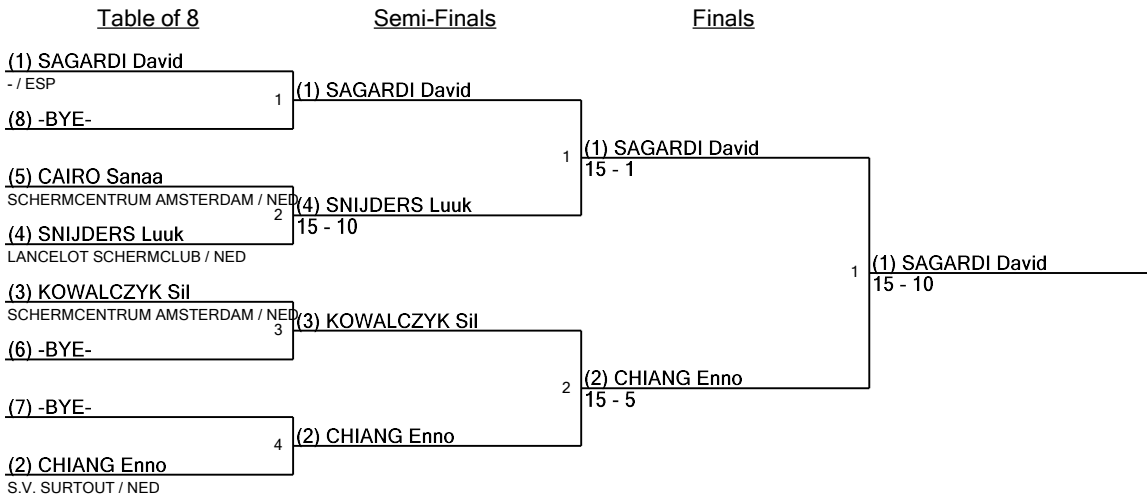 Table of 8
Semi-Finals
Finals
(1) SAGARDI David
- / ESP
1
(8) -BYE-
(5) CAIRO Sanaa
SCHERMCENTRUM AMSTERDAM / NED
2
(4) SNIJDERS Luuk
LANCELOT SCHERMCLUB / NED
(3) KOWALCZYK Sil
SCHERMCENTRUM AMSTERDAM / NED
3
(6) -BYE-
(7) -BYE-
4
(2) CHIANG Enno
S.V. SURTOUT / NED
(1) SAGARDI David
1
(4) SNIJDERS Luuk
15 - 10
(3) KOWALCZYK Sil
2
(2) CHIANG Enno
(1) SAGARDI David
15 - 1
1
(2) CHIANG Enno
15 - 5
(1) SAGARDI David
15 - 10